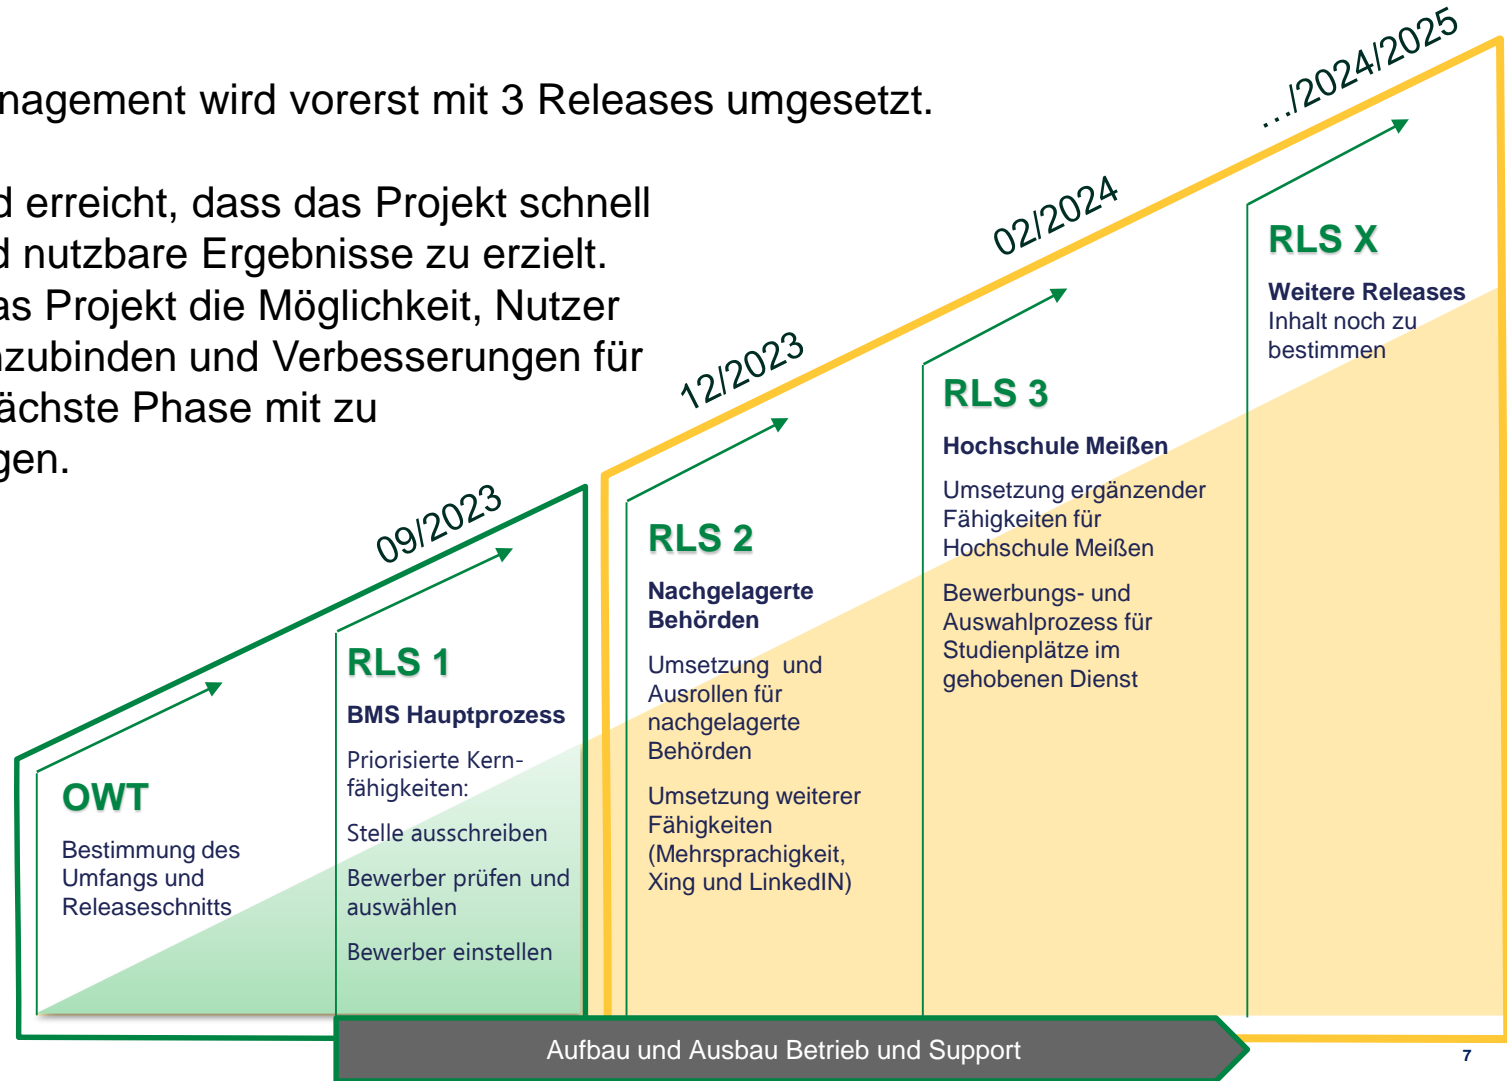 nagement wird vorerst mit 3 Releases umgesetzt.
d erreicht, dass das Projekt schnell
d nutzbare Ergebnisse zu erzielt.
as Projekt die Möglichkeit, Nutzer
nzubinden und Verbesserungen für
ächste Phase mit zu
gen.
OWT
Bestimmung des
Umfangs und
Releaseschnitts
09/2023
RLS 1
BMS Hauptprozess
Priorisierte Kern-
fähigkeiten:
Stelle ausschreiben
Bewerber prüfen und
auswählen
Bewerber einstellen
12/2023
RLS 2
Nachgelagerte
Behörden
Umsetzung und
Ausrollen für
nachgelagerte
Behörden
Umsetzung weiterer
Fähigkeiten
(Mehrsprachigkeit,
Xing und LinkedIN)
02/2024
RLS 3
Hochschule Meißen
Umsetzung ergänzender
Fähigkeiten für
Hochschule Meißen
Bewerbungs- und
Auswahlprozess für
Studienplätze im
gehobenen Dienst
…/2024/2025
RLS X
Weitere Releases
Inhalt noch zu
bestimmen
Aufbau und Ausbau Betrieb und Support
7